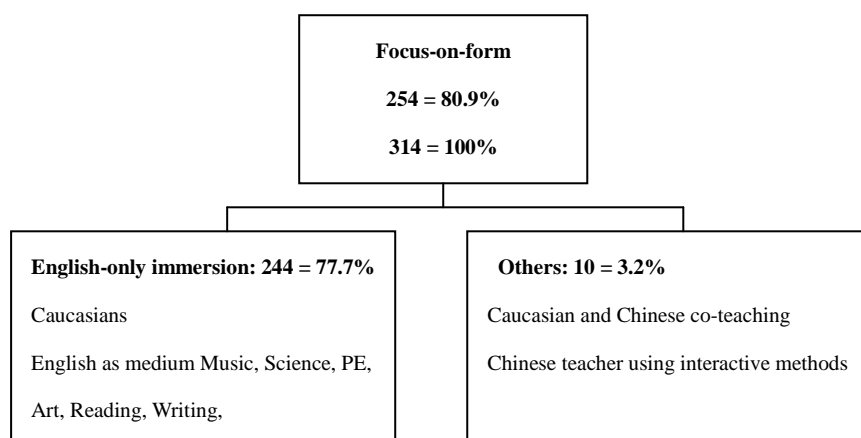 Focus-on-form
254 = 80.9%
314 = 100%
English-only immersion: 244 = 77.7%
Caucasians
English as medium Music, Science, PE,
Art, Reading, Writing,
Others: 10 = 3.2%
Caucasian and Chinese co-teaching
Chinese teacher using interactive methods